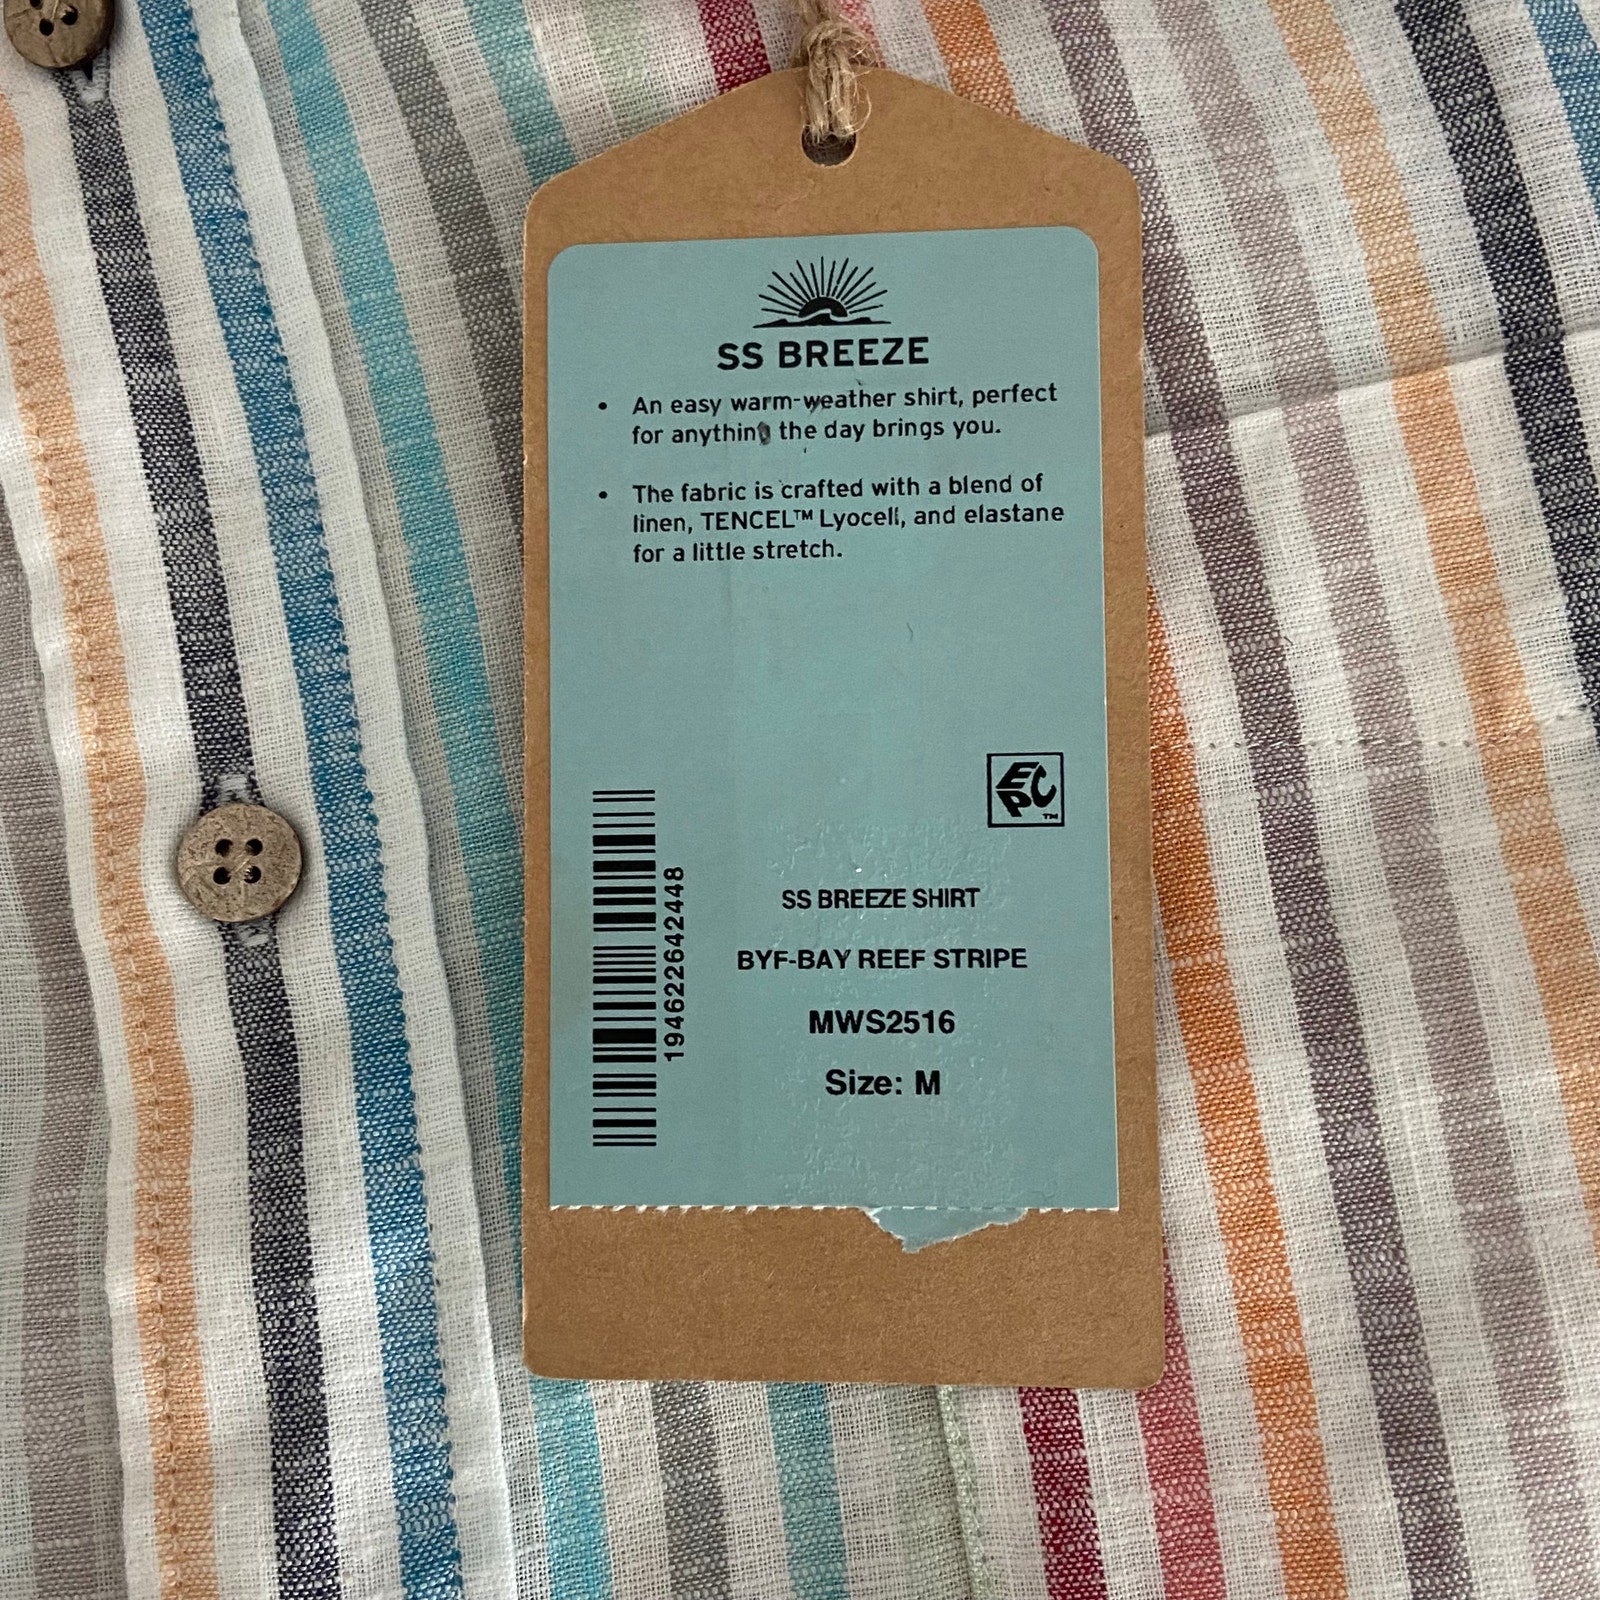 SS BREEZE
• An easy warm-weather shirt, perfect
for anything the day brings you.
• The fabric is crafted with a blend of
linen, TENCEL™ Lyocell, and elastane
for a little stretch.
EPC™
194622642448
SS BREEZE SHIRT
BYF-BAY REEF STRIPE
MWS2516
Size: M